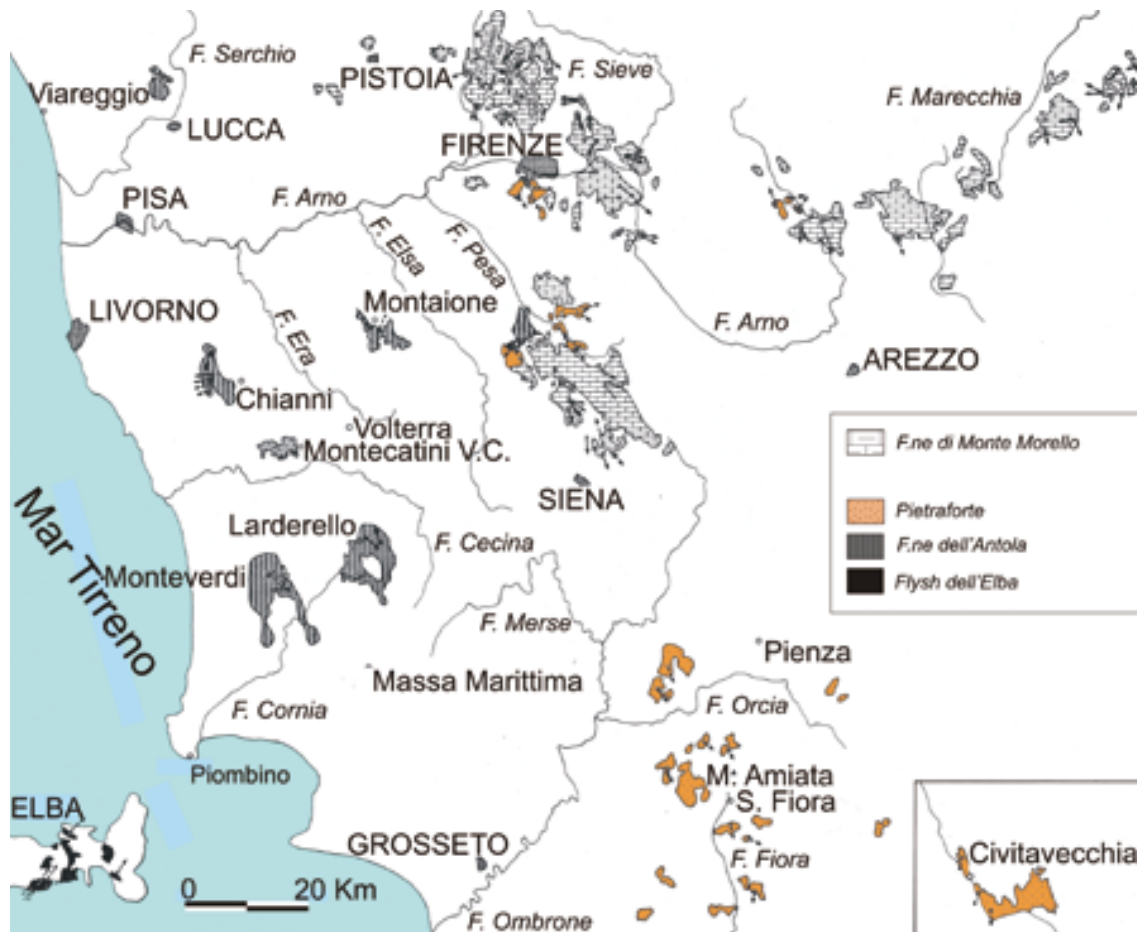 F. Serchio
PISTOIA
F. Sieve
F. Marecchia
Viareggio
LUCCA
FIRENZE
PISA
F. Arno
F. Elsa
F. Pesa
LIVORNO
Montaione
F. Era
F. Arno
AREZZO
Chianni
Volterra
Montecatini V.C.
SIENA
F.ne di Monte Morello
Pietraforte
F.ne dell'Antola
Flysh dell'Elba
Mar Tirreno
Larderello
F. Cecina
Monteverdi
F. Merse
Pienza
Massa Marittima
F. Cornia
F. Orcia
Piombino
M. Amiata
S. Fiora
ELBA
GROSSETO
F. Fiora
Civitavecchia
0 20 Km
F. Ombrone